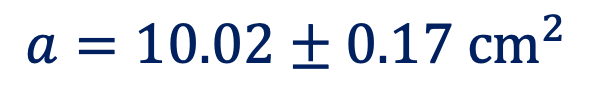 a = 10.02 ± 0.17 cm²